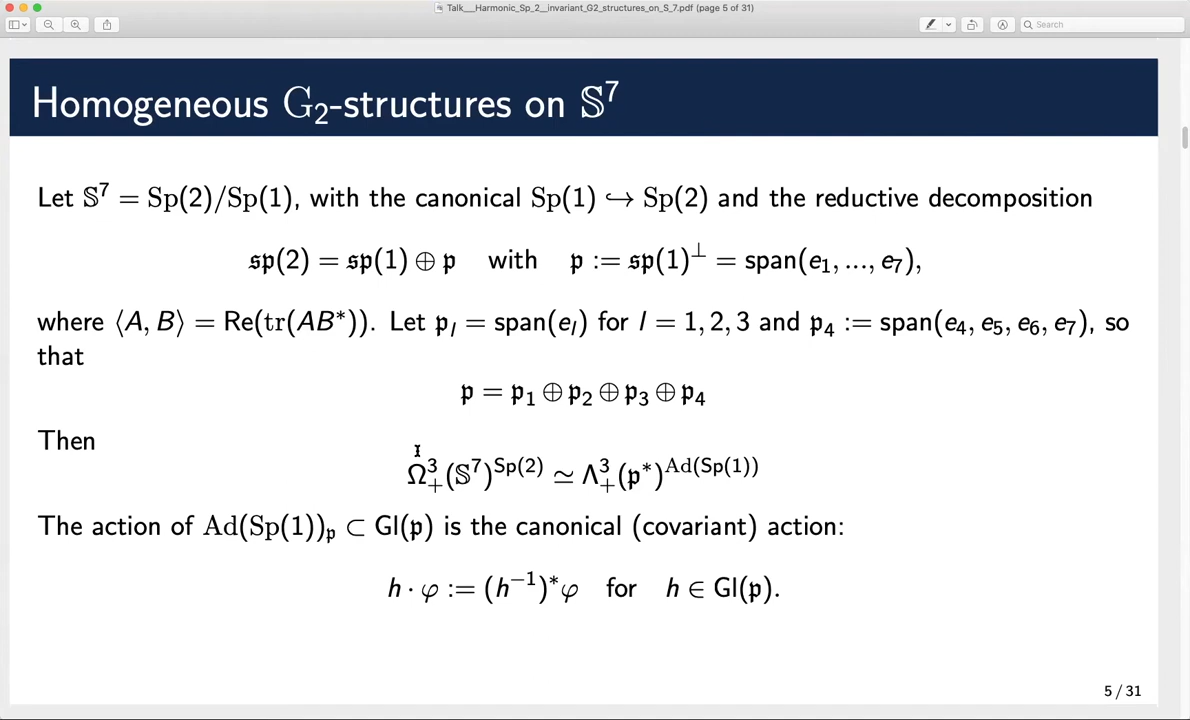 Talk__Harmonic_Sp_2__invariant_G2_structures_on_S_7.pdf (page 5 of 31)
Search
Homogeneous G₂-structures on 𝕊⁷
Let 𝕊⁷ = Sp(2)/Sp(1), with the canonical Sp(1) ↪ Sp(2) and the reductive decomposition
𝔰𝔭(2) = 𝔰𝔭(1) ⊕ 𝔭 with 𝔭 := 𝔰𝔭(1)^⊥ = span(e₁, ..., e₇),
where ⟨A, B⟩ = Re(tr(AB*)). Let 𝔭_l = span(e_l) for l = 1, 2, 3 and 𝔭₄ := span(e₄, e₅, e₆, e₇), so
that
𝔭 = 𝔭₁ ⊕ 𝔭₂ ⊕ 𝔭₃ ⊕ 𝔭₄
Then
Ω³₊(𝕊⁷)^Sp(2) ≃ Λ³₊(𝔭*)^Ad(Sp(1))
The action of Ad(Sp(1))_𝔭 ⊂ Gl(𝔭) is the canonical (covariant) action:
h · φ := (h⁻¹)*φ for h ∈ Gl(𝔭).
5 / 31